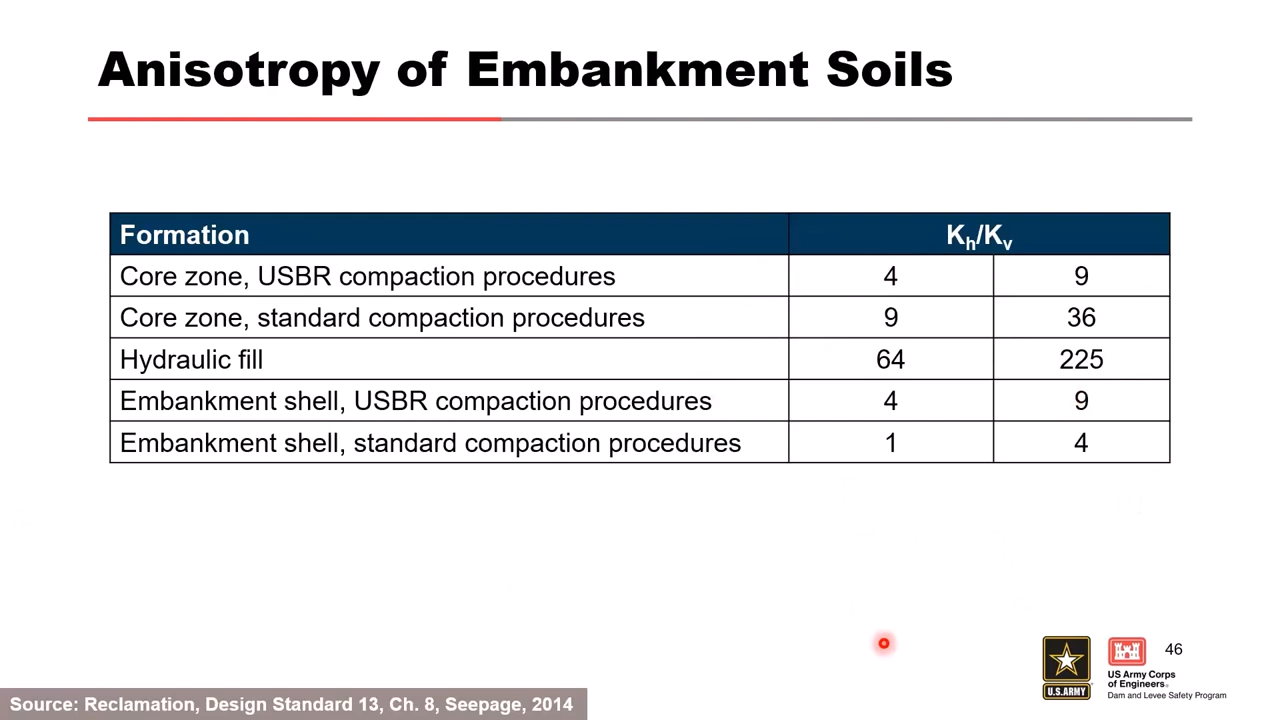 Anisotropy of Embankment Soils
Formation Kh/Kv
Core zone, USBR compaction procedures 4 9
Core zone, standard compaction procedures 9 36
Hydraulic fill 64 225
Embankment shell, USBR compaction procedures 4 9
Embankment shell, standard compaction procedures 1 4
46
U.S. ARMY
US Army Corps
of Engineers®
Dam and Levee Safety Program
Source: Reclamation, Design Standard 13, Ch. 8, Seepage, 2014